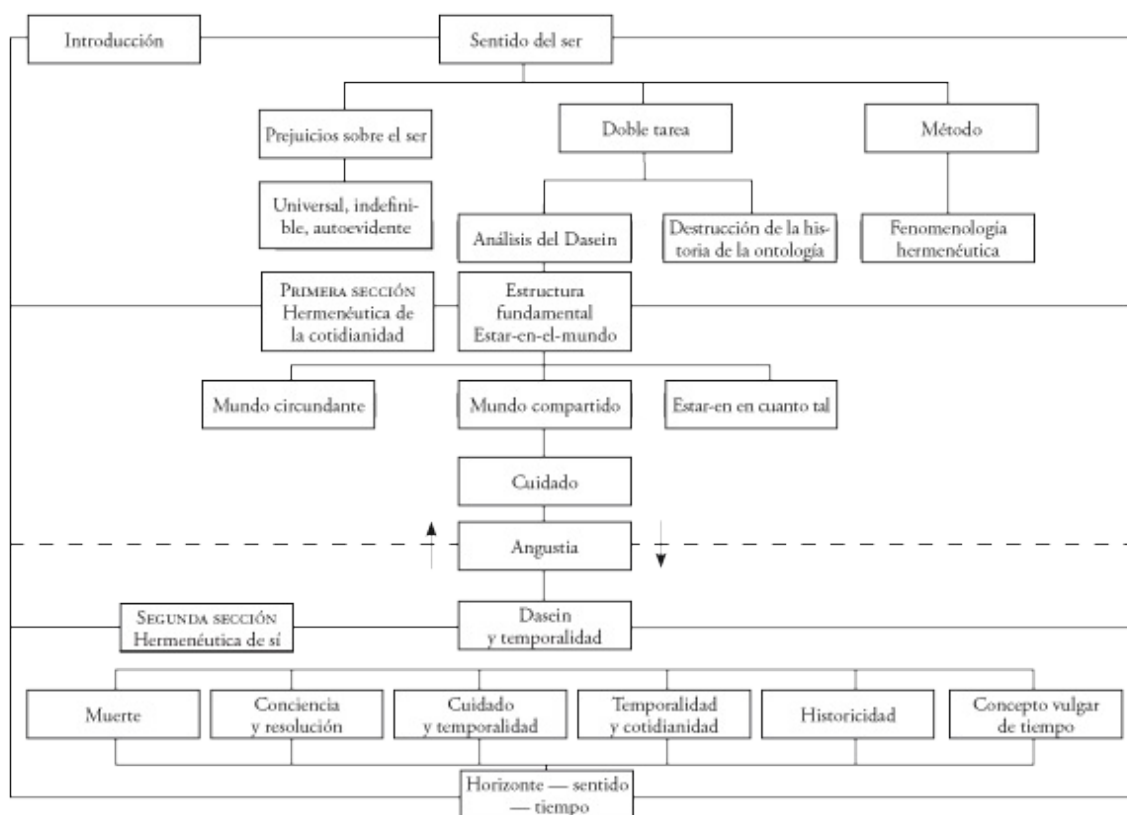 Introducción
Sentido del ser
Prejuicios sobre el ser
Doble tarea
Método
Universal, indefini-
ble, autoevidente
Análisis del Dasein
Destrucción de la his-
toria de la ontología
Fenomenología
hermenéutica
PRIMERA SECCIÓN
Hermenéutica de
la cotidianidad
Estructura
fundamental
Estar-en-el-mundo
Mundo circundante
Mundo compartido
Estar-en en cuanto tal
Cuidado
Angustia
SEGUNDA SECCIÓN
Hermenéutica de sí
Dasein
y temporalidad
Muerte
Conciencia
y resolución
Cuidado
y temporalidad
Temporalidad
y cotidianidad
Historicidad
Concepto vulgar
de tiempo
Horizonte — sentido
— tiempo